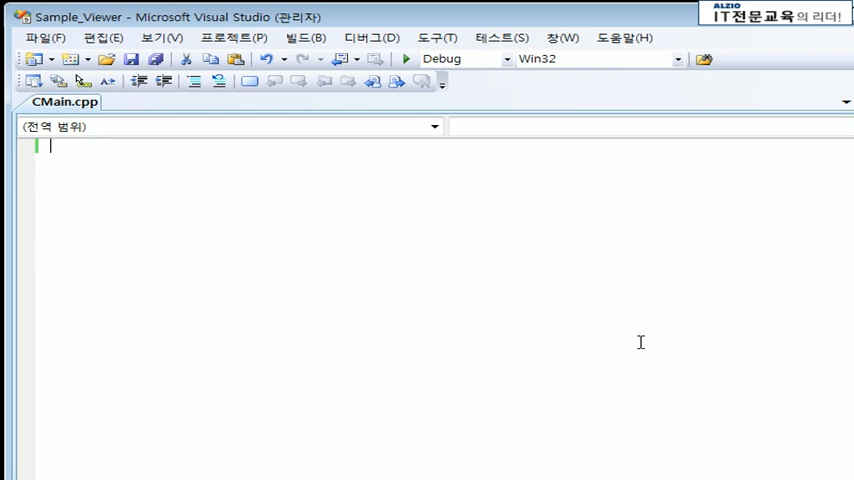 Sample_Viewer - Microsoft Visual Studio (관리자)
ALZIO
IT전문교육의 리더!
파일(F) 편집(E) 보기(V) 프로젝트(P) 빌드(B) 디버그(D) 도구(T) 테스트(S) 창(W) 도움말(H)
Debug Win32
CMain.cpp
(전역 범위)